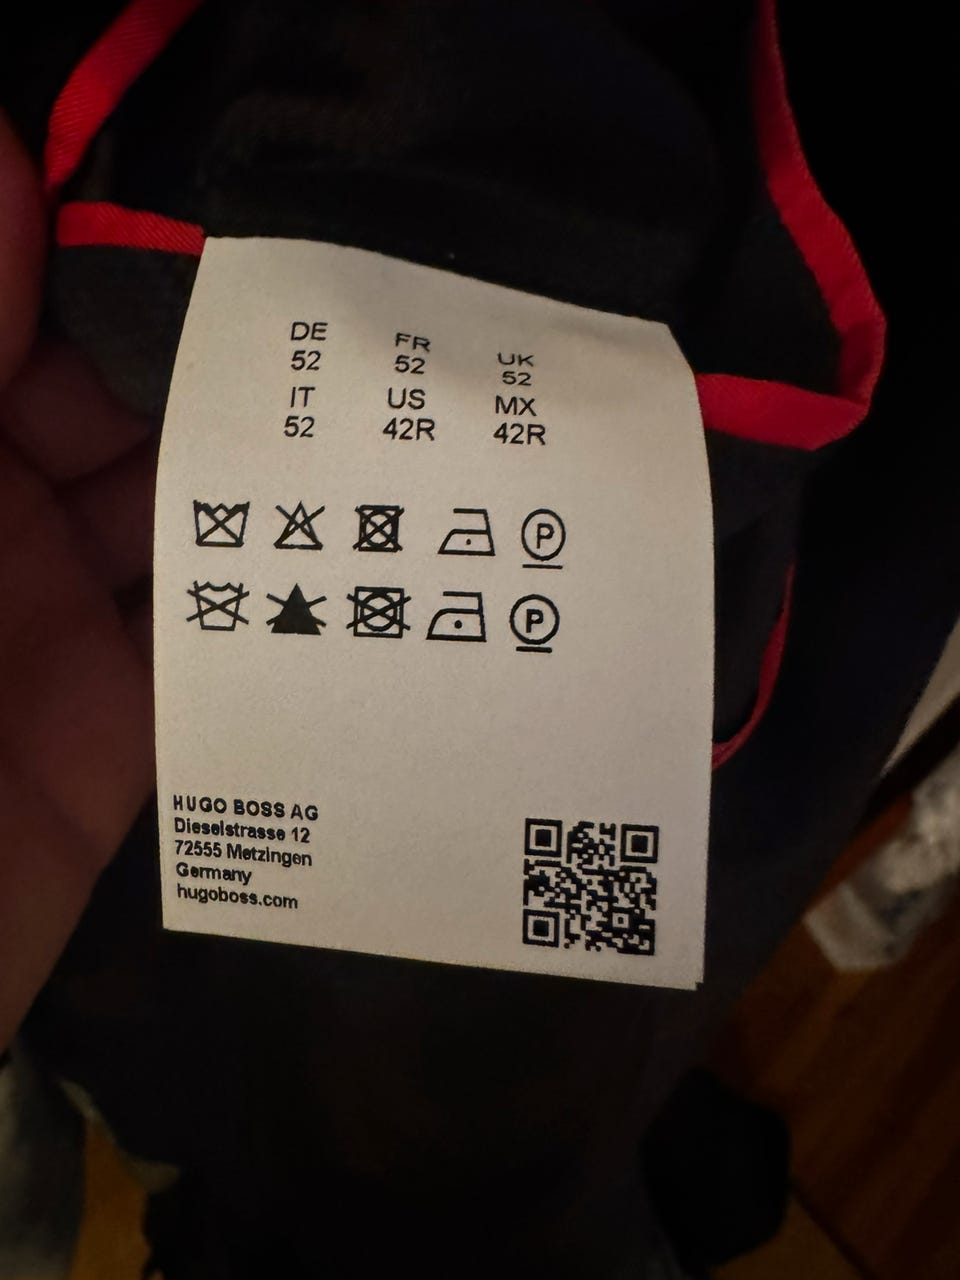 DE FR UK
52 52 52
IT US MX
52 42R 42R
P
P
HUGO BOSS AG
Dieselstrasse 12
72555 Metzingen
Germany
hugoboss.com